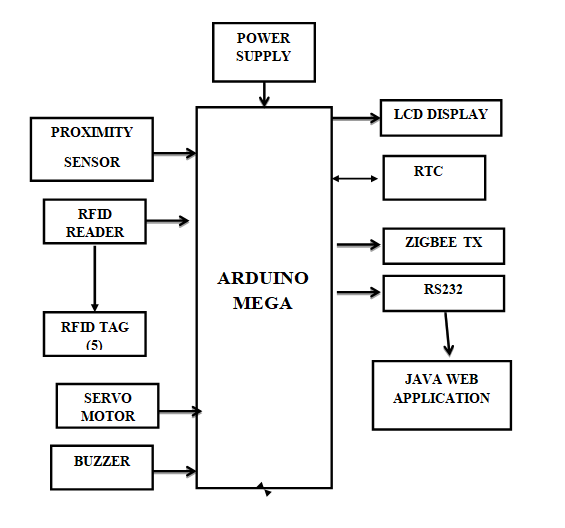 POWER
SUPPLY
LCD DISPLAY
PROXIMITY
SENSOR
RTC
RFID
READER
ZIGBEE TX
ARDUINO
MEGA
RS232
RFID TAG
(5)
JAVA WEB
APPLICATION
SERVO
MOTOR
BUZZER